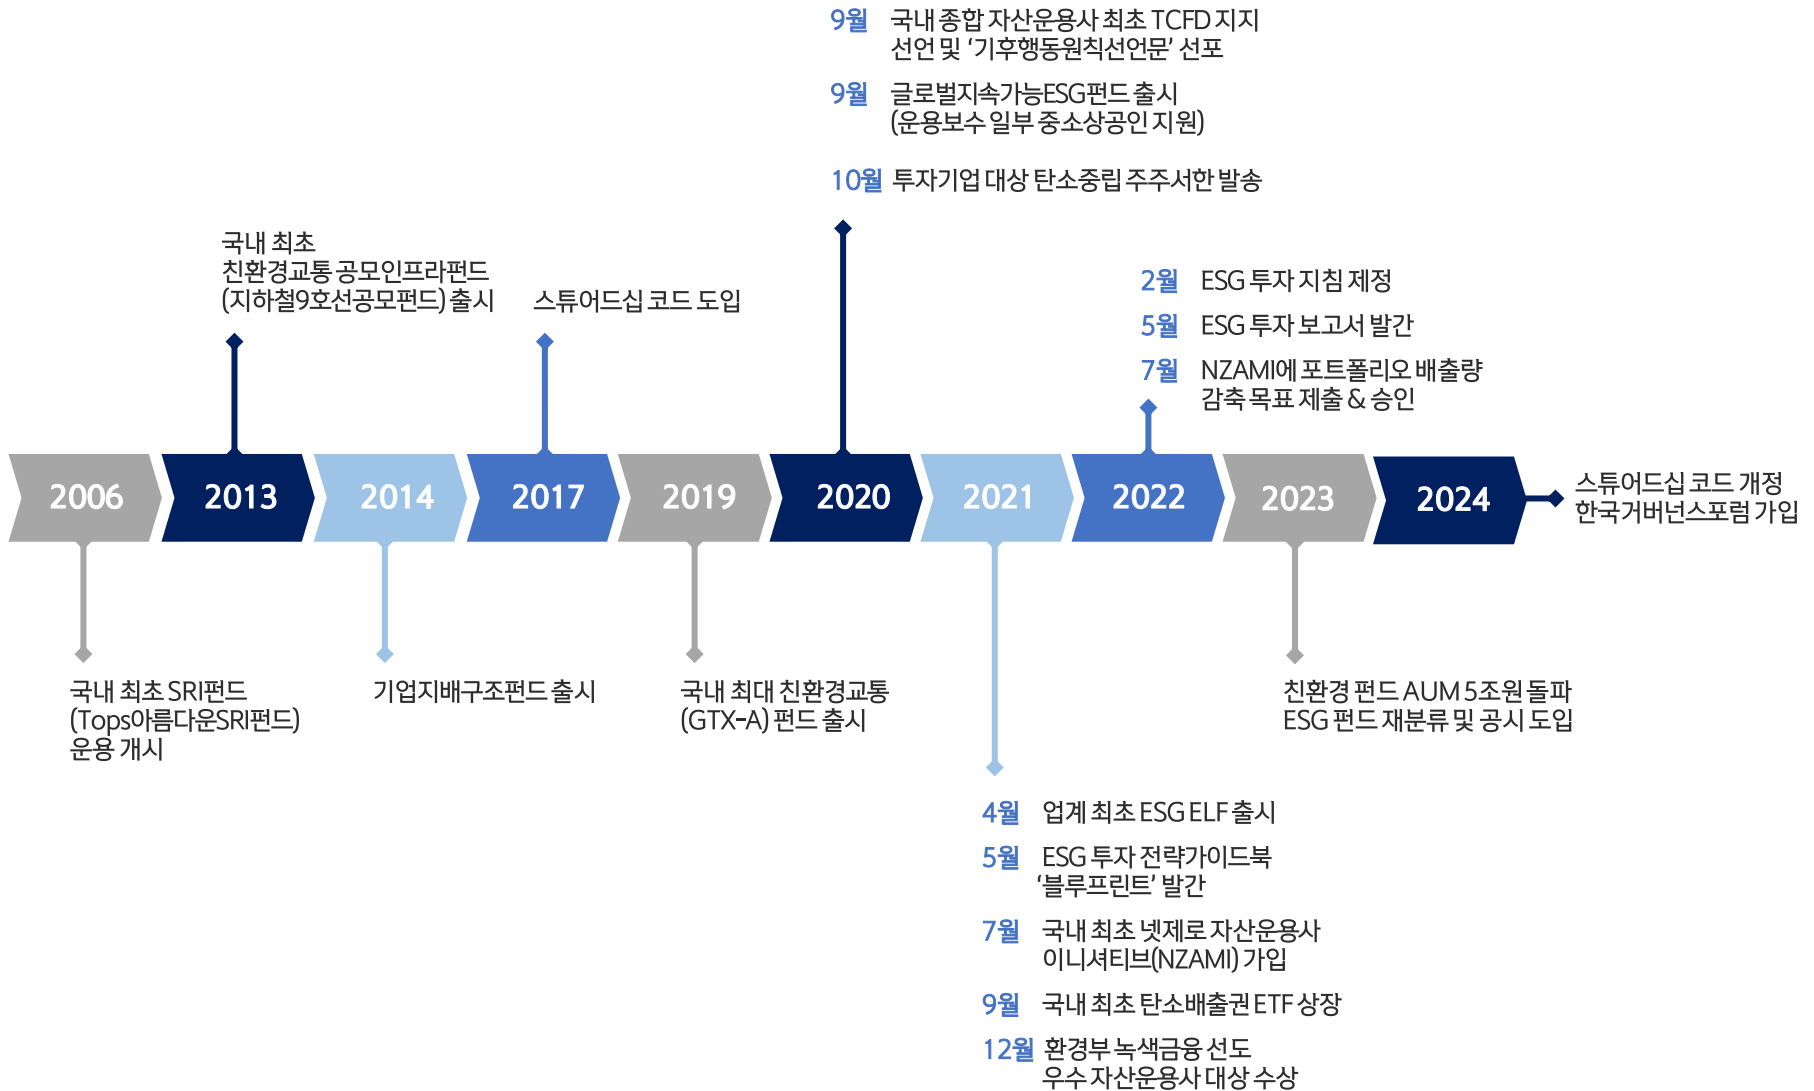 9월 국내 종합 자산운용사 최초 TCFD 지지
선언 및 ‘기후행동원칙선언문’ 선포
9월 글로벌지속가능ESG펀드 출시
(운용보수 일부 중소상공인 지원)
10월 투자기업 대상 탄소중립 주주서한 발송
국내 최초
친환경교통 공모인프라펀드
(지하철9호선공모펀드) 출시
스튜어드십 코드 도입
2월 ESG 투자 지침 제정
5월 ESG 투자 보고서 발간
7월 NZAMI에 포트폴리오 배출량
감축 목표 제출 & 승인
2006 2013 2014 2017 2019 2020 2021 2022 2023 2024
스튜어드십 코드 개정
한국거버넌스포럼 가입
국내 최초 SRI펀드
(Tops아름다운SRI펀드)
운용 개시
기업지배구조펀드 출시
국내 최대 친환경교통
(GTX-A) 펀드 출시
친환경 펀드 AUM 5조원 돌파
ESG 펀드 재분류 및 공시 도입
4월 업계 최초 ESG ELF 출시
5월 ESG 투자 전략가이드북
‘블루프린트’ 발간
7월 국내 최초 넷제로 자산운용사
이니셔티브(NZAMI) 가입
9월 국내 최초 탄소배출권 ETF 상장
12월 환경부 녹색금융 선도
우수 자산운용사 대상 수상